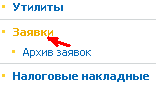 Утилиты
Заявки
Архив заявок
Налоговые накладные